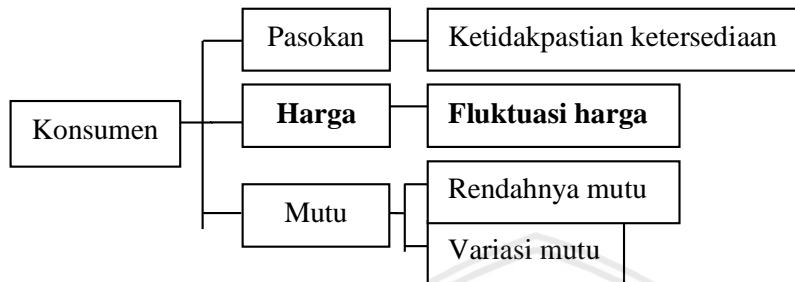 Pasokan
Ketidakpastian ketersediaan
Konsumen
Harga
Fluktuasi harga
Mutu
Rendahnya mutu
Variasi mutu